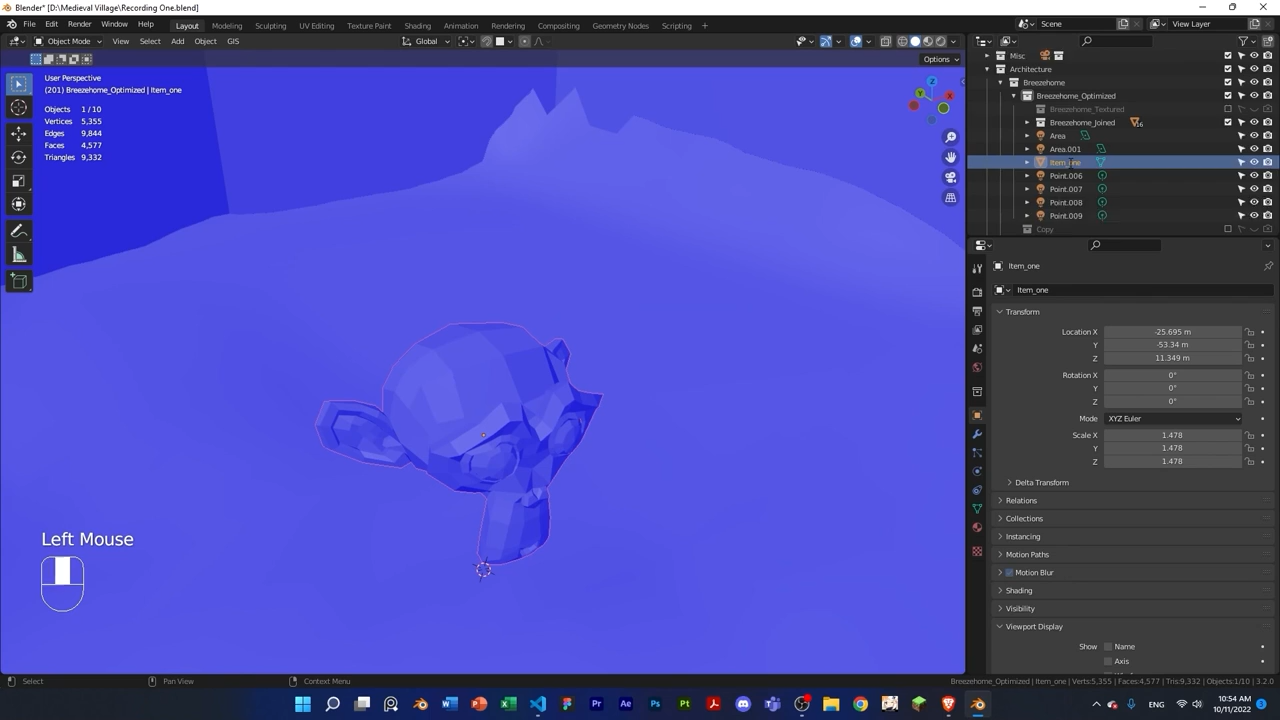 Blender* [D:\Medieval Village\Recording One.blend]
File Edit Render Window Help Layout Modeling Sculpting UV Editing Texture Paint Shading Animation Rendering Compositing Geometry Nodes Scripting + Scene View Layer
Object Mode View Select Add Object GIS Global
Options
User Perspective
(201) Breezehome_Optimized | Item_one
Objects 1/10
Vertices 5,355
Edges 9,844
Faces 4,577
Triangles 9,332
Z
Y
X
Left Mouse
Misc
Architecture
Breezehome
Breezehome_Optimized
Breezehome_Textured
Breezehome_Joined 16
Area
Area.001
Item_one
Point.006
Point.007
Point.008
Point.009
Copy
Item_one
Item_one
Transform
Location X -25.695 m
Y -53.34 m
Z 11.349 m
Rotation X 0°
Y 0°
Z 0°
Mode XYZ Euler
Scale X 1.478
Y 1.478
Z 1.478
Delta Transform
Relations
Collections
Instancing
Motion Paths
Motion Blur
Shading
Visibility
Viewport Display
Show Name
Axis
Select Pan View Context Menu Breezehome_Optimized | Item_one | Verts:5,355 | Faces:4,577 | Tris:9,332 | Objects:1/10 | 3.2.0
ENG 10:54 AM
10/11/2022